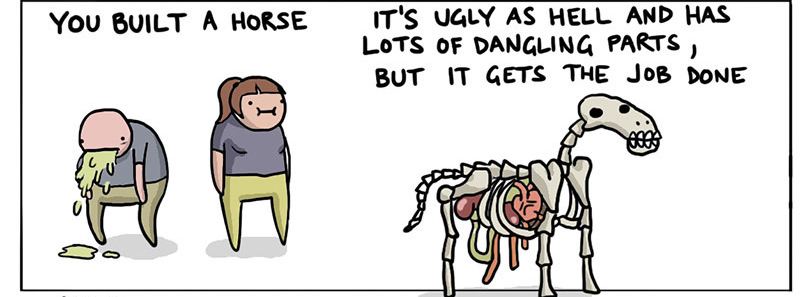 YOU BUILT A HORSE
IT'S UGLY AS HELL AND HAS
LOTS OF DANGLING PARTS,
BUT IT GETS THE JOB DONE